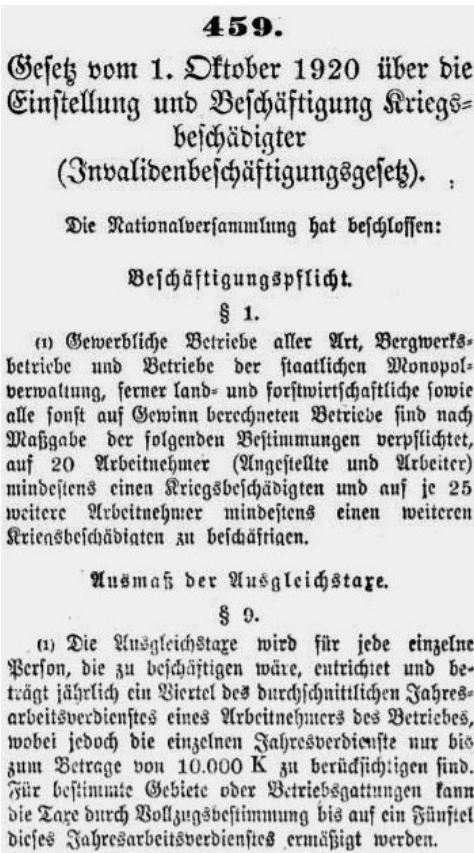 459.
Gesetz vom 1. Oktober 1920 über die
Einstellung und Beschäftigung Kriegs-
beschädigter
(Invalidenbeschäftigungsgesetz).
Die Nationalversammlung hat beschlossen:
Beschäftigungspflicht.
§ 1.
(1) Gewerbliche Betriebe aller Art, Bergwerks-
betriebe und Betriebe der staatlichen Monopol-
verwaltung, ferner land- und forstwirtschaftliche sowie
alle sonst auf Gewinn berechneten Betriebe sind nach
Maßgabe der folgenden Bestimmungen verpflichtet,
auf 20 Arbeitnehmer (Angestellte und Arbeiter)
mindestens einen Kriegsbeschädigten und auf je 25
weitere Arbeitnehmer mindestens einen weiteren
Kriegsbeschädigten zu beschäftigen.
Ausmaß der Ausgleichstaxe.
§ 9.
(1) Die Ausgleichstaxe wird für jede einzelne
Person, die zu beschäftigen wäre, entrichtet und be-
trägt jährlich ein Viertel des durchschnittlichen Jahres-
arbeitsverdienstes eines Arbeitnehmers des Betriebes,
wobei jedoch die einzelnen Jahresverdienste nur bis
zum Betrage von 10.000 K zu berücksichtigen sind.
Für bestimmte Gebiete oder Betriebsgattungen kann
die Taxe durch Vollzugsbestimmung bis auf ein Fünftel
dieses Jahresarbeitsverdienstes ermäßigt werden.